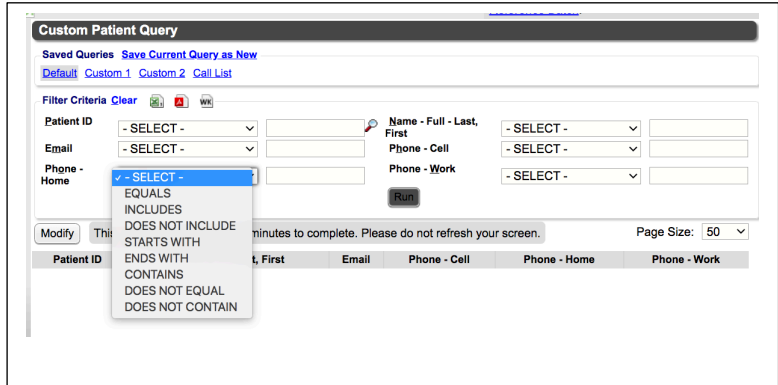 Custom Patient Query
Saved Queries Save Current Query as New
Default Custom 1 Custom 2 Call List
Filter Criteria Clear WK
Patient ID - SELECT - Name - Full - Last, First - SELECT -
Email - SELECT - Phone - Cell - SELECT -
Phone - Home ✓ - SELECT - Phone - Work - SELECT -
EQUALS
INCLUDES
DOES NOT INCLUDE
STARTS WITH
ENDS WITH
CONTAINS
DOES NOT EQUAL
DOES NOT CONTAIN
Run
Modify minutes to complete. Please do not refresh your screen. Page Size: 50
Patient ID First Email Phone - Cell Phone - Home Phone - Work